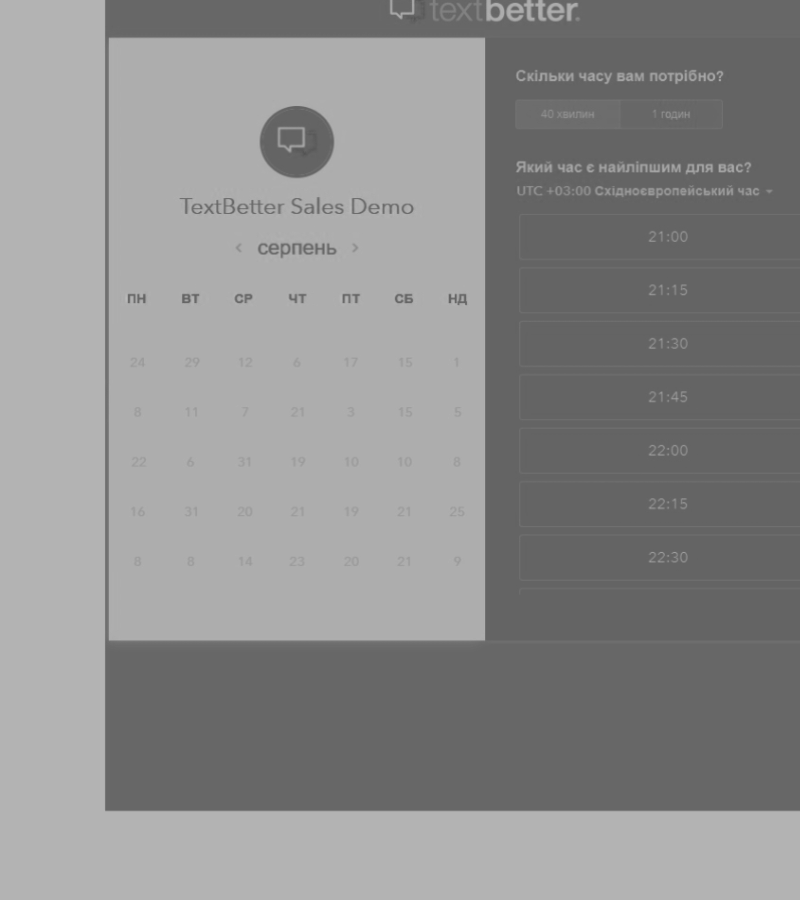 textbetter.
TextBetter Sales Demo
‹ серпень ›
ПН ВТ СР ЧТ ПТ СБ НД
24 29 12 6 17 15 1
8 11 7 21 3 15 5
22 6 31 19 10 10 8
16 31 20 21 19 21 25
8 8 14 23 20 21 9
Скільки часу вам потрібно?
40 хвилин 1 годин
Який час є найліпшим для вас?
UTC +03:00 Східноєвропейський час
21:00
21:15
21:30
21:45
22:00
22:15
22:30